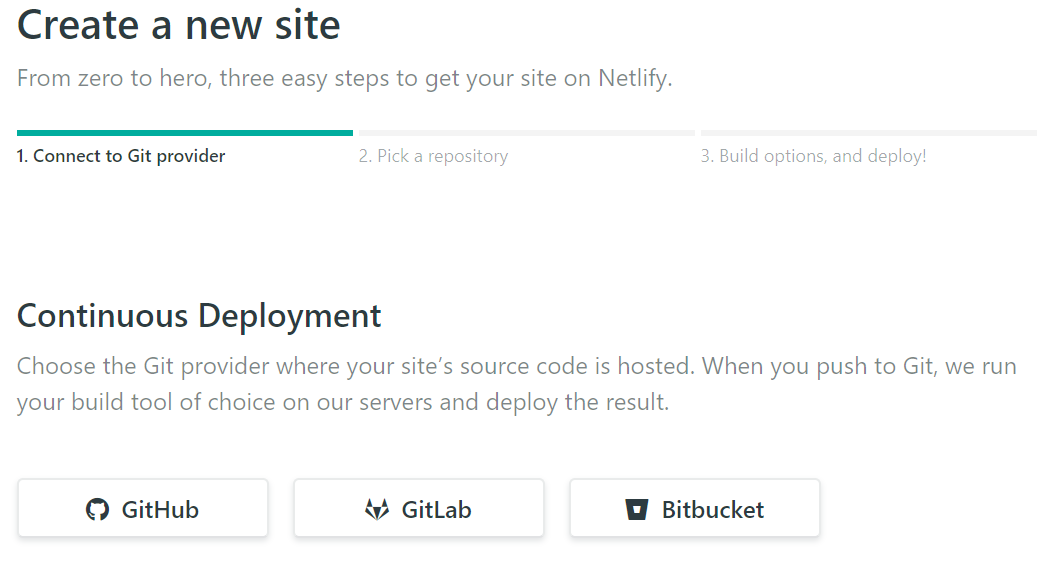 Create a new site
From zero to hero, three easy steps to get your site on Netlify.
1. Connect to Git provider
2. Pick a repository
3. Build options, and deploy!
Continuous Deployment
Choose the Git provider where your site’s source code is hosted. When you push to Git, we run
your build tool of choice on our servers and deploy the result.
GitHub
GitLab
Bitbucket